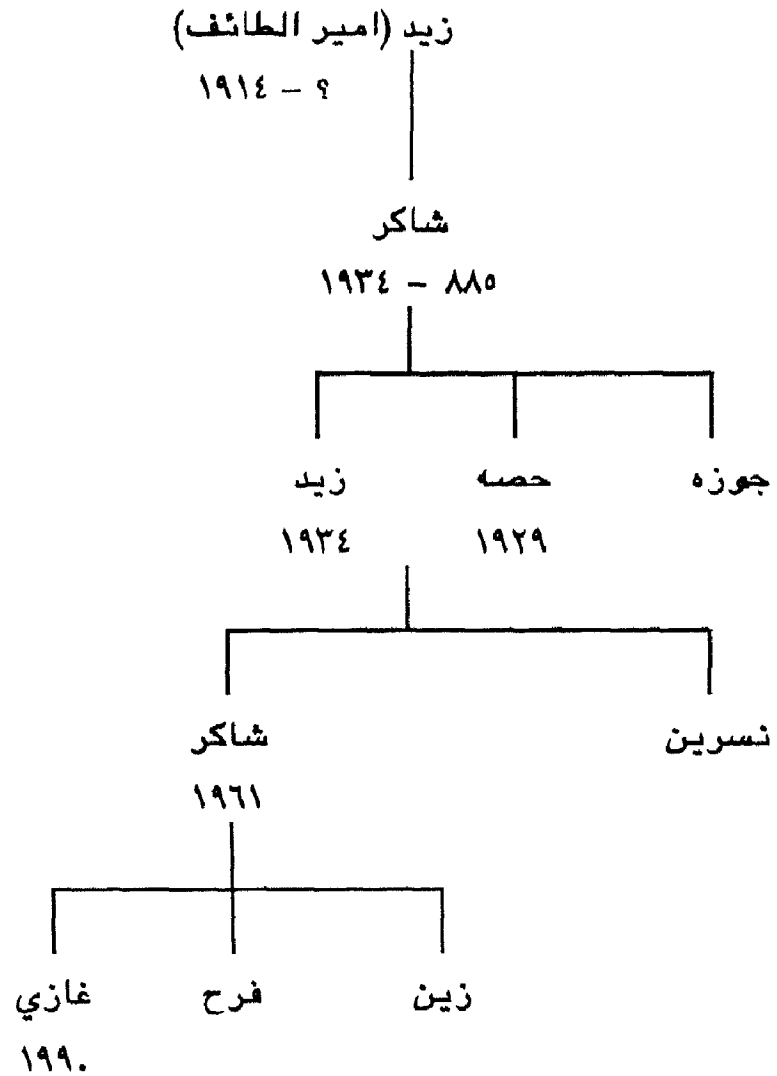 زيد (امير الطائف)
؟ – ١٩١٤
شاكر
٨٨٥ – ١٩٣٤
جوزه
حصه
زيد
١٩٢٩
١٩٣٤
نسرين
شاكر
١٩٦١
زين
فرح
غازي
١٩٩٠